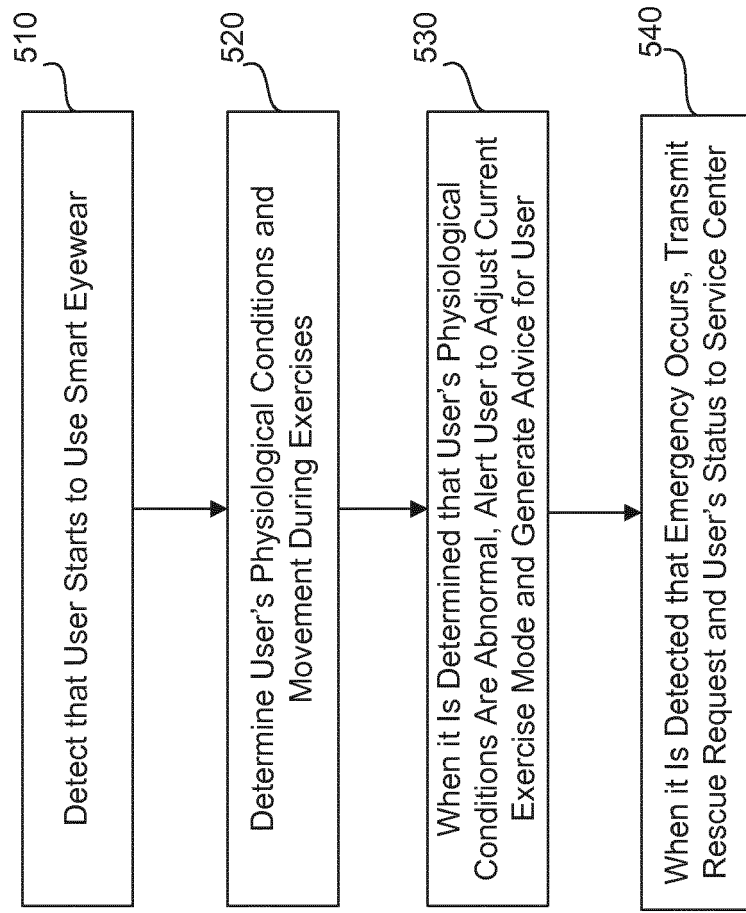 510
Detect that User Starts to Use Smart Eyewear
520
Determine User's Physiological Conditions and
Movement During Exercises
530
When it Is Determined that User's Physiological
Conditions Are Abnormal, Alert User to Adjust Current
Exercise Mode and Generate Advice for User
540
When it Is Detected that Emergency Occurs, Transmit
Rescue Request and User's Status to Service Center